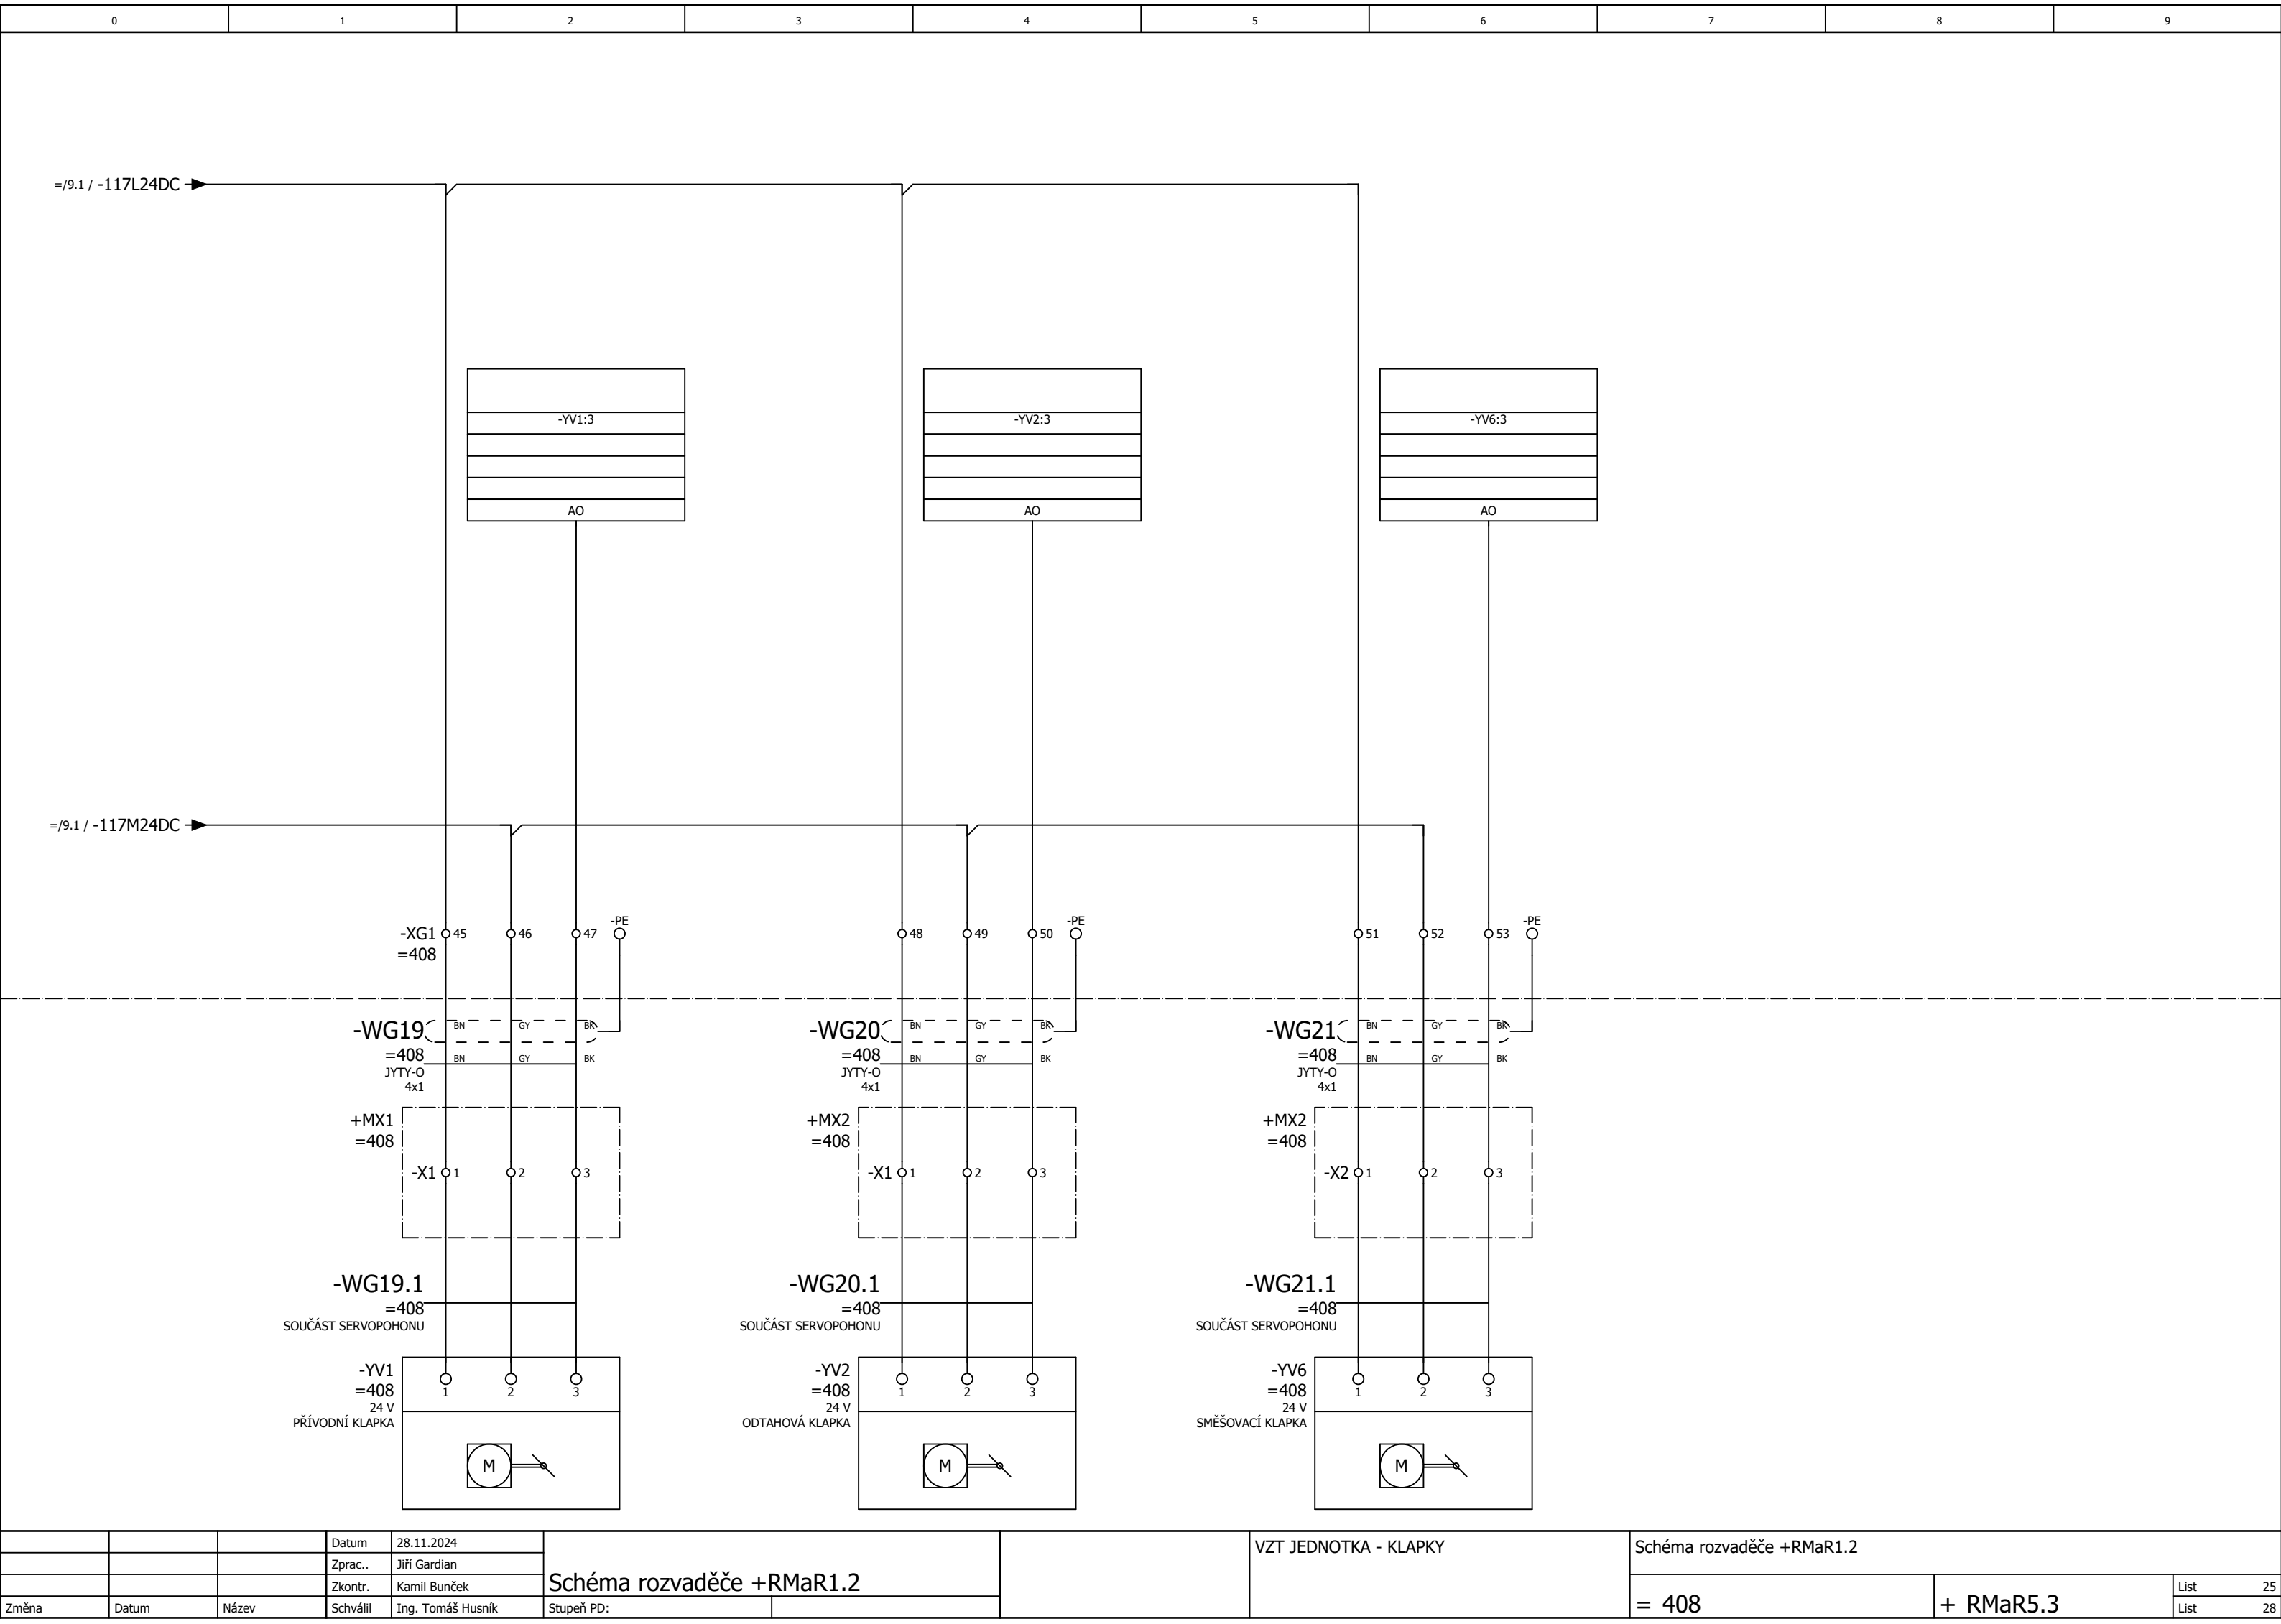 0 1 2 3 4 5 6 7 8 9
=/9.1 / -117L24DC
-YV1:3 -YV2:3 -YV6:3
AO AO AO
=/9.1 / -117M24DC
-PE -PE -PE
-XG1 45 46 47 48 49 50 51 52 53
=408
-WG19 BN GY BK -WG20 BN GY BK -WG21 BN GY BK
=408 BN GY BK =408 BN GY BK =408 BN GY BK
JYTY-O JYTY-O JYTY-O
4x1 4x1 4x1
+MX1 +MX2 +MX2
=408 =408 =408
-X1 1 2 3 -X1 1 2 3 -X2 1 2 3
-WG19.1 -WG20.1 -WG21.1
=408 =408 =408
SOUČÁST SERVOPOHONU SOUČÁST SERVOPOHONU SOUČÁST SERVOPOHONU
-YV1 -YV2 -YV6
=408 1 2 3 =408 1 2 3 =408 1 2 3
24 V 24 V 24 V
PŘÍVODNÍ KLAPKA ODTAHOVÁ KLAPKA SMĚŠOVACÍ KLAPKA
M M M
Datum 28.11.2024 VZT JEDNOTKA - KLAPKY Schéma rozvaděče +RMaR1.2
Zprac.. Jiří Gardian
Zkontr. Kamil Bunček Schéma rozvaděče +RMaR1.2 List 25
Změna Datum Název Schválil Ing. Tomáš Husník Stupeň PD: = 408 + RMaR5.3 List 28